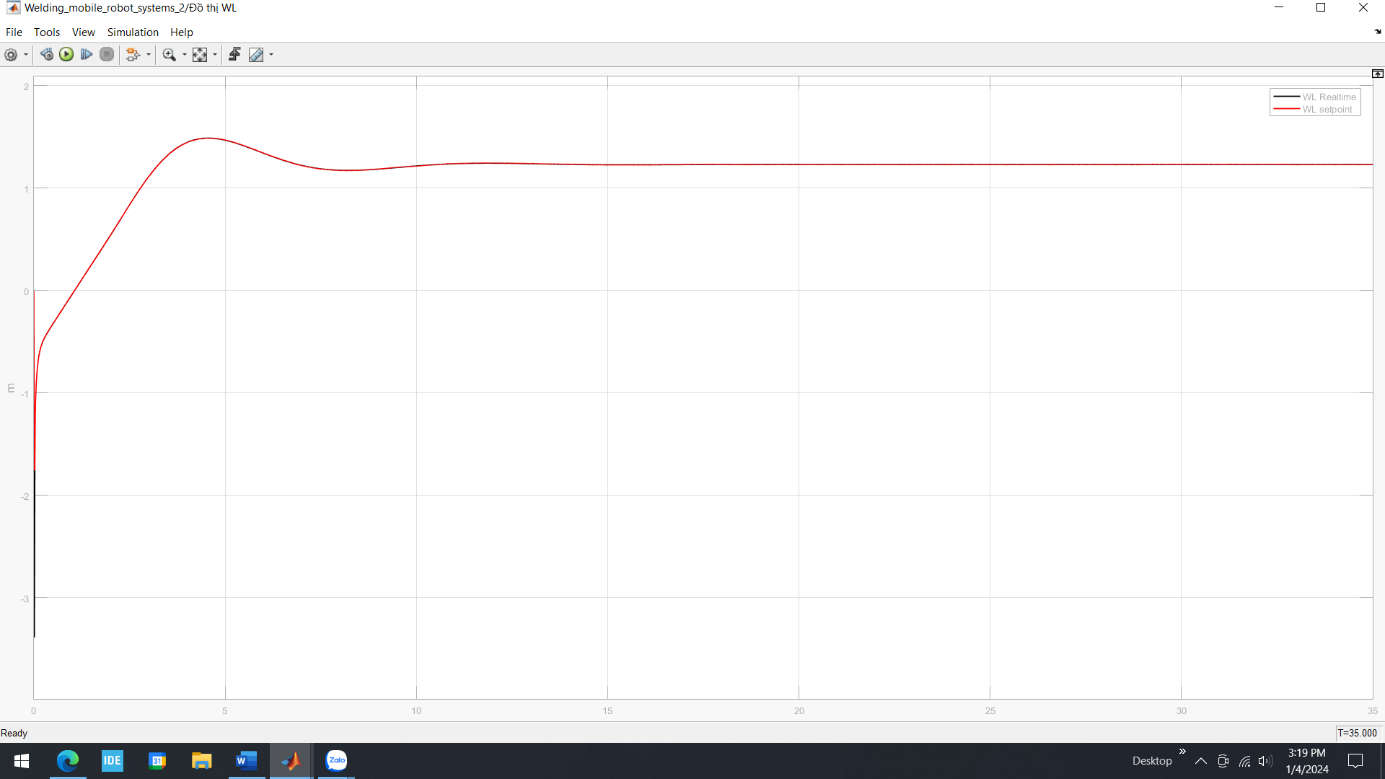 Welding_mobile_robot_systems_2/Đồ thị WL
File Tools View Simulation Help
WL Realtime
WL setpoint
2
1
0
-1
-2
-3
m
0 5 10 15 20 25 30 35
Ready
T=35.000
IDE
31
W
Zalo
Desktop
3:19 PM
1/4/2024